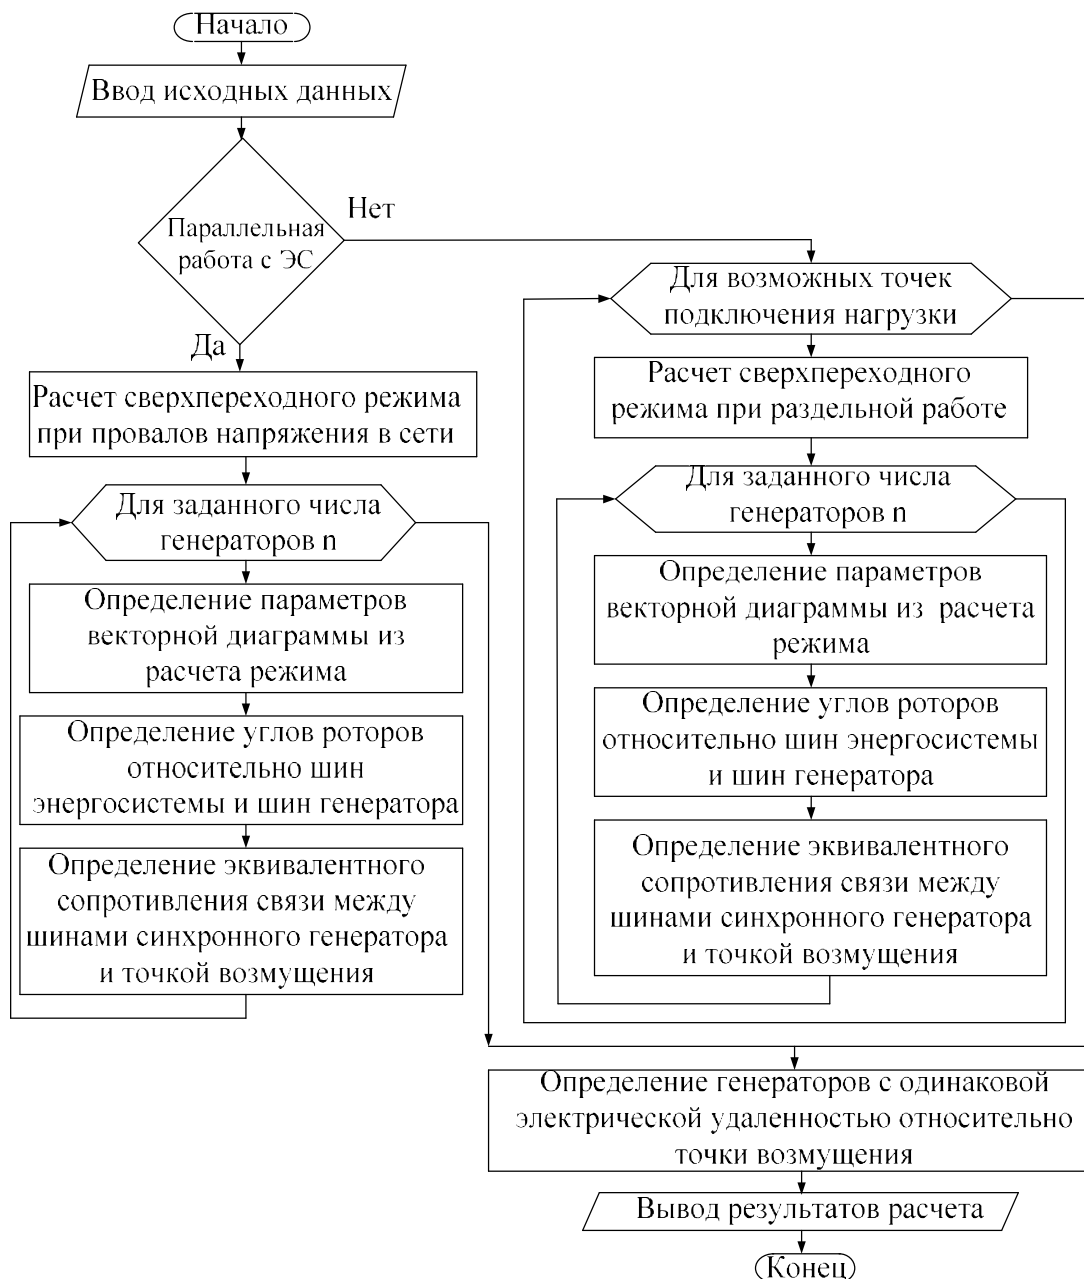 Начало
Ввод исходных данных
Параллельная
работа с ЭС
Нет
Да
Расчет сверхпереходного режима
при провалов напряжения в сети
Для заданного числа
генераторов n
Определение параметров
векторной диаграммы из
расчета режима
Определение углов роторов
относительно шин
энергосистемы и шин генератора
Определение эквивалентного
сопротивления связи между
шинами синхронного генератора
и точкой возмущения
Для возможных точек
подключения нагрузки
Расчет сверхпереходного
режима при раздельной работе
Для заданного числа
генераторов n
Определение параметров
векторной диаграммы из расчета
режима
Определение углов роторов
относительно шин энергосистемы
и шин генератора
Определение эквивалентного
сопротивления связи между
шинами синхронного генератора
и точкой возмущения
Определение генераторов с одинаковой
электрической удаленностью относительно
точки возмущения
Вывод результатов расчета
Конец